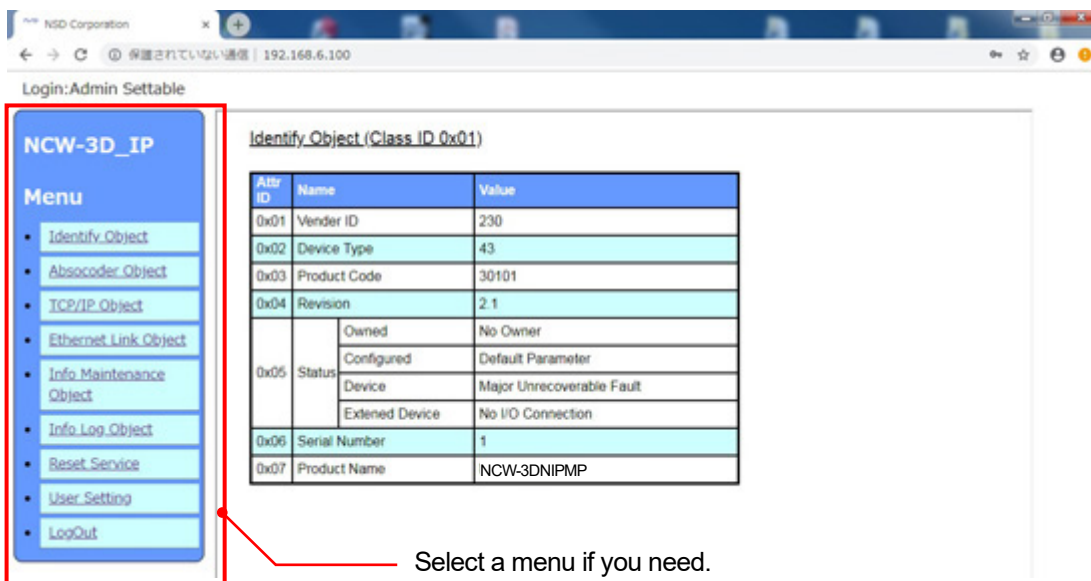 NSD Corporation
保護されていない通信 | 192.168.6.100
Login:Admin Settable
NCW-3D_IP
Menu
Identify Object
Absocoder Object
TCP/IP Object
Ethernet Link Object
Info Maintenance
Object
Info Log Object
Reset Service
User Setting
LogOut
Identify Object (Class ID 0x01)
Attr ID Name Value
0x01 Vender ID 230
0x02 Device Type 43
0x03 Product Code 30101
0x04 Revision 2.1
0x05 Status Owned No Owner
Configured Default Parameter
Device Major Unrecoverable Fault
Extened Device No I/O Connection
0x06 Serial Number 1
0x07 Product Name NCW-3DNIPMP
Select a menu if you need.